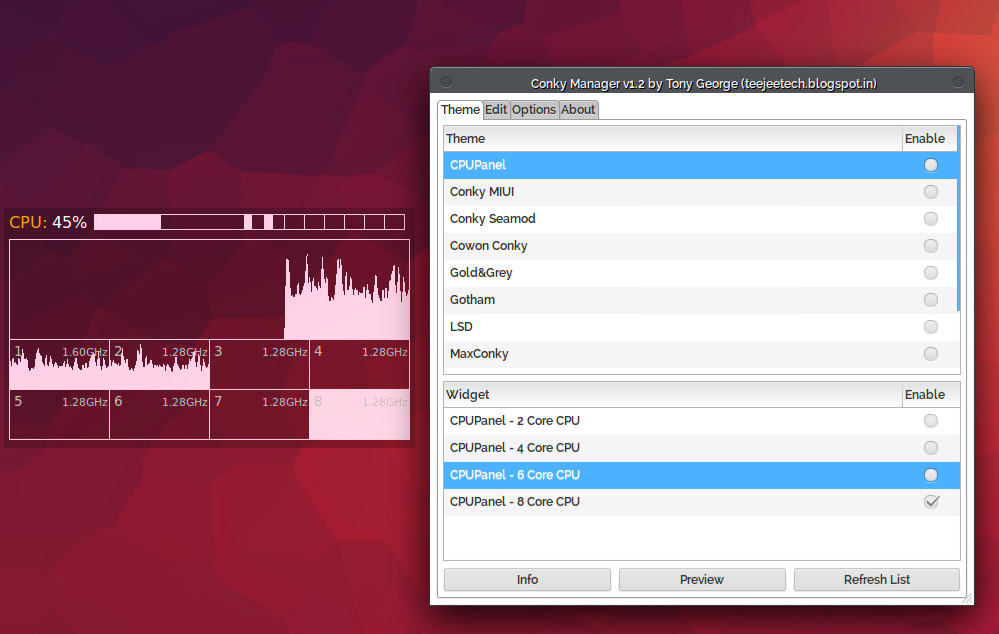 Conky Manager v1.2 by Tony George (teejeetech.blogspot.in)
Theme Edit Options About
Theme Enable
CPUPanel
Conky MIUI
Conky Seamod
Cowon Conky
Gold&Grey
Gotham
LSD
MaxConky
Widget Enable
CPUPanel - 2 Core CPU
CPUPanel - 4 Core CPU
CPUPanel - 6 Core CPU
CPUPanel - 8 Core CPU
Info Preview Refresh List
CPU: 45%
1 1.60GHz 2 1.28GHz 3 1.28GHz 4 1.28GHz
5 1.28GHz 6 1.28GHz 7 1.28GHz 8 1.28GHz